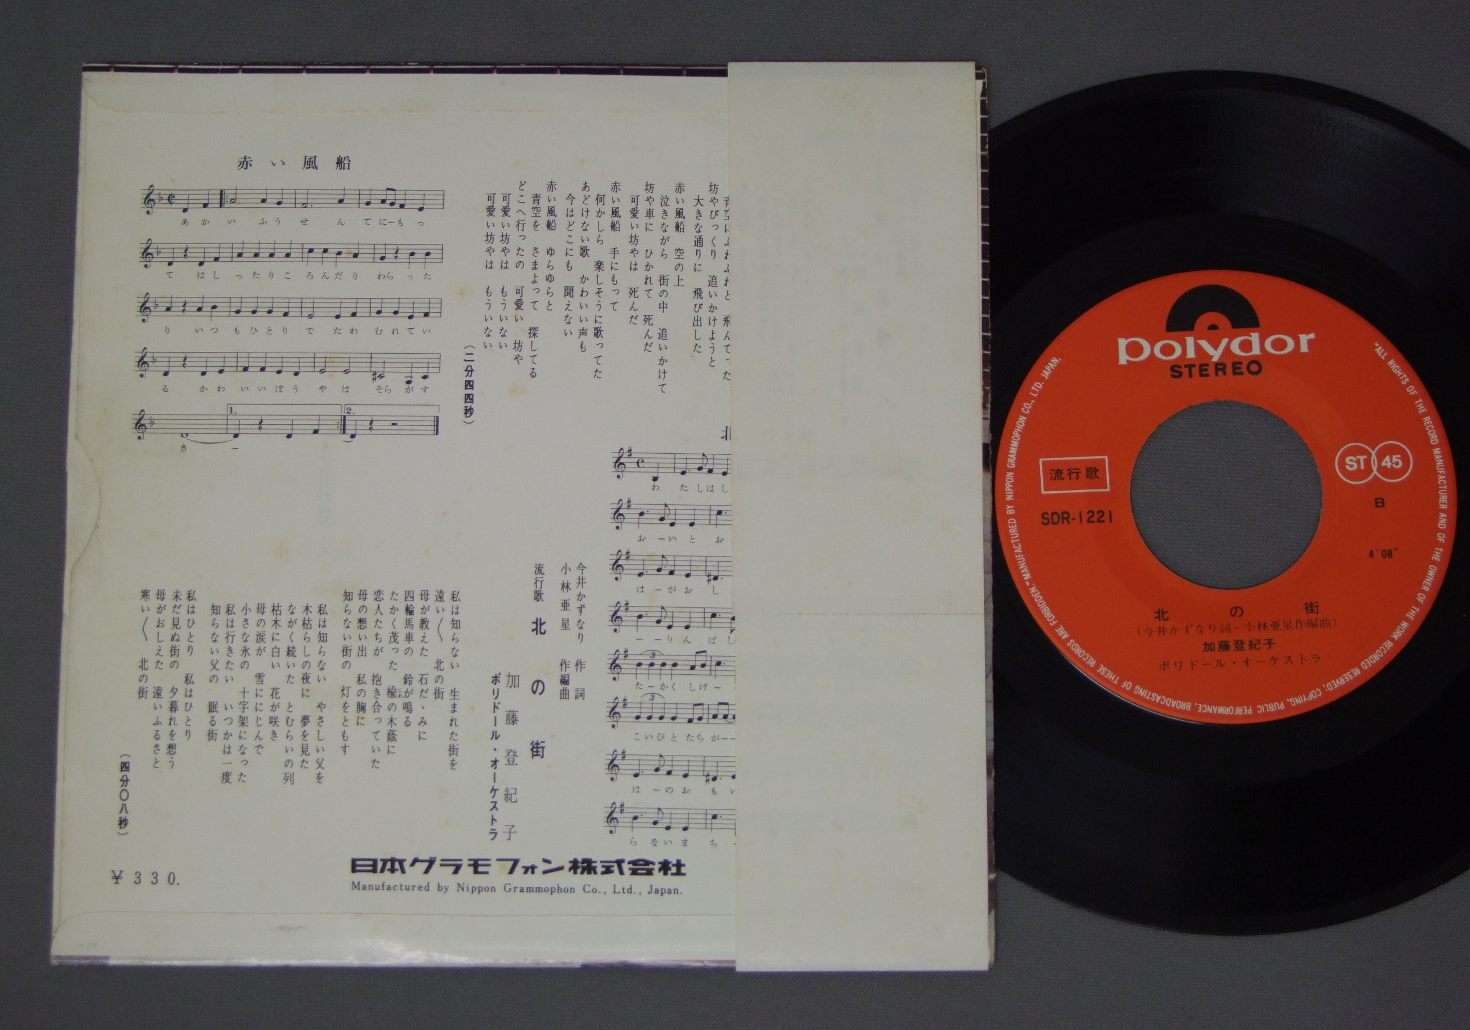 赤い風船
あ か い ふう せ ん てにーもっ
て はし ったりこ ろんだり わらった
り いつ もひとり で たわ むれてい
る かわ いいぼう や は そら がす
き ー
坊やびっくり 追いかけようと
大きな通りに 飛び出した
赤い風船 空の上
泣きながら 街の中 追いかけて
坊や車に ひかれて 死んだ
可愛い坊やは 死んだ
赤い風船 手にもって
何かしら 楽しそうに歌ってた
あどけない歌 かわいい声も
今はどこにも 聞えない
赤い風船 ゆらゆらと
青空を さまよって 探してる
どこへ行ったの 可愛い 坊や
可愛い坊やは もういない
可愛い坊やは もういない
(二分四四秒)
北
わ たしはし
おーいと お
はーがお し
ーーりん ばし
たーかく しげー
こいびと たちがーー
はーのお もい
らないま ち
今井かずなり 作詞
小林亜星 作編曲
流行歌 北の街
加藤登紀子
ポリドール・オーケストラ
私は知らない 生まれた街を
遠い〱 北の街
母が教えた 石だゝみに
四輪馬車の 鈴が鳴る
たかく茂った 楡の木蔭に
恋人たちが 抱き合っていた
母の想い出 私の胸に
知らない街の 灯をともす
私は知らない やさしい父を
木枯らしの夜に 夢を見た
ながく続いた とむらいの列
枯木に白い 花が咲き
母の涙が 雪ににじんで
小さな氷の 十字架になった
私は行きたい いつかは一度
知らない父の 眠る街
私はひとり 私はひとり
未だ見ぬ街の 夕暮れを想う
母がおしえた 遠いふるさと
寒い〱 北の街
(四分〇八秒)
¥330.
日本グラモフォン株式会社
Manufactured by Nippon Grammophon Co., Ltd., Japan.
polydor
STEREO
流行歌
SDR-1221
ST 45
B
4'08"
北の街
(今井かずなり詞・小林亜星作編曲)
加藤登紀子
ポリドール・オーケストラ
"ALL RIGHTS OF THE RECORD MANUFACTURER AND OF THE OWNER OF THE WORK RESERVED, COPYING, PUBLIC PERFORMANCE, BROADCASTING OF THESE RECORDS ARE FORBIDDEN." MANUFACTURED BY NIPPON GRAMMOPHON CO., LTD. JAPAN.